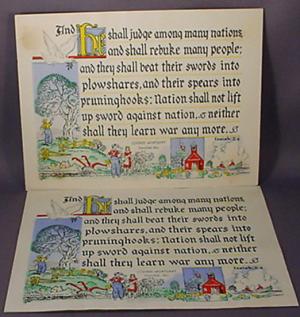 And He shall judge among many nations,
and shall rebuke many people;
and they shall beat their swords into
plowshares, and their spears into
pruninghooks: Nation shall not lift
up sword against nation, neither
shall they learn war any more.
Isaiah 2:4
And He shall judge among many nations,
and shall rebuke many people;
and they shall beat their swords into
plowshares, and their spears into
pruninghooks: Nation shall not lift
up sword against nation, neither
shall they learn war any more.